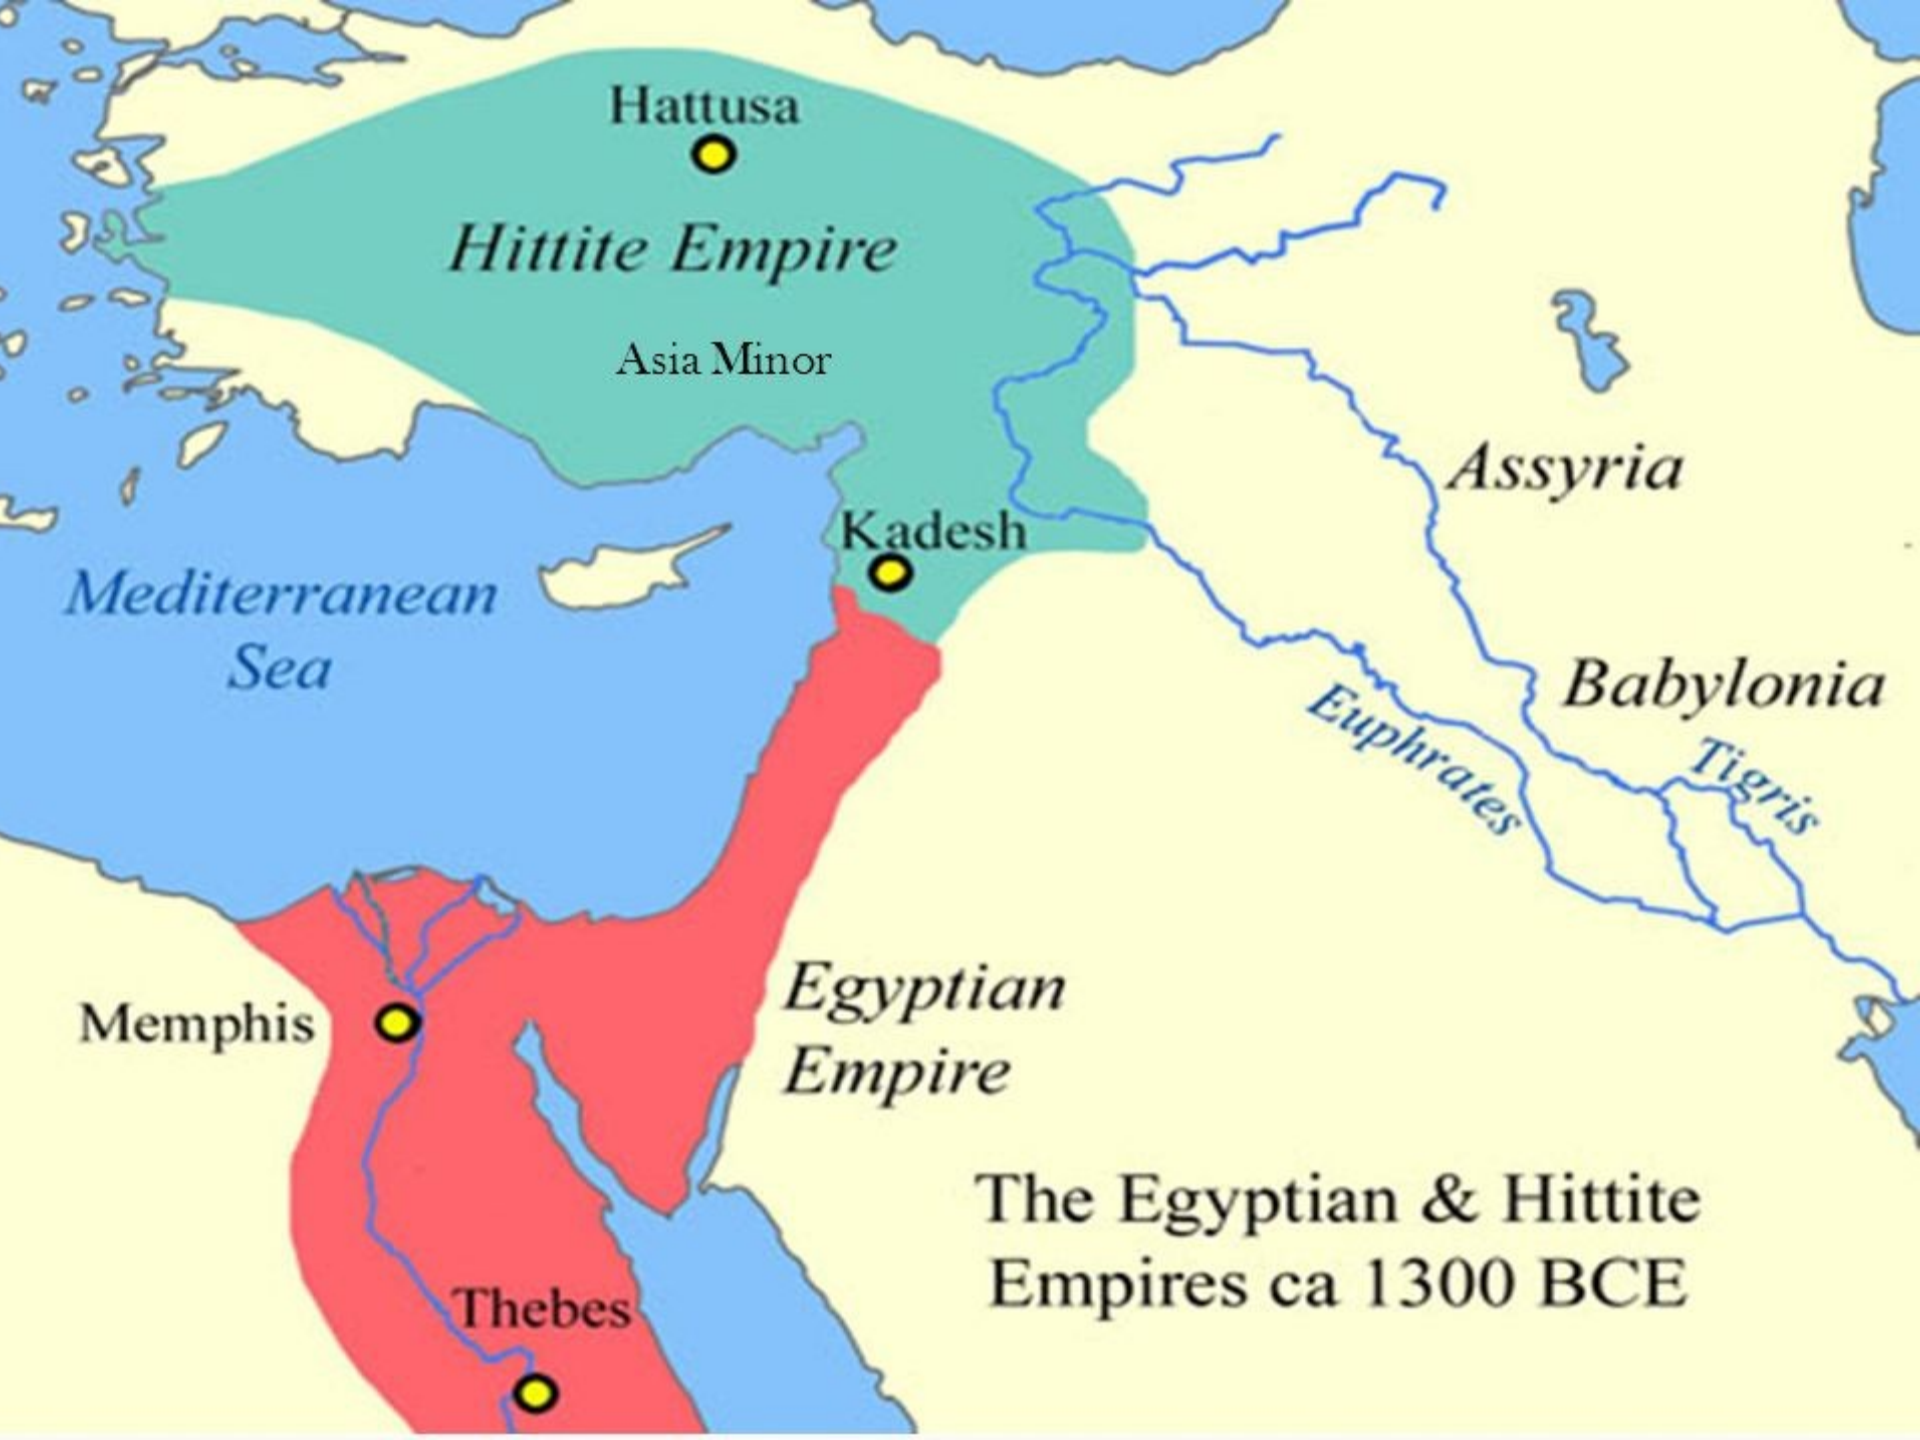 Hattusa
Hittite Empire
Asia Minor
Assyria
Kadesh
Mediterranean
Sea
Babylonia
Euphrates
Tigris
Memphis
Egyptian
Empire
The Egyptian & Hittite
Empires ca 1300 BCE
Thebes